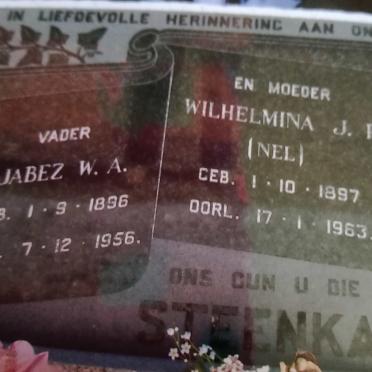 IN LIEFDEVOLLE HERINNERING AAN
VADER
JABEZ W. A.
1 · 9 · 1896
7 · 12 · 1956.
EN MOEDER
WILHELMINA J.
(NEL)
GEB. 1 · 10 · 1897
OORL. 17 · 1 · 1963.
ONS GUN U DIE
STEENKA